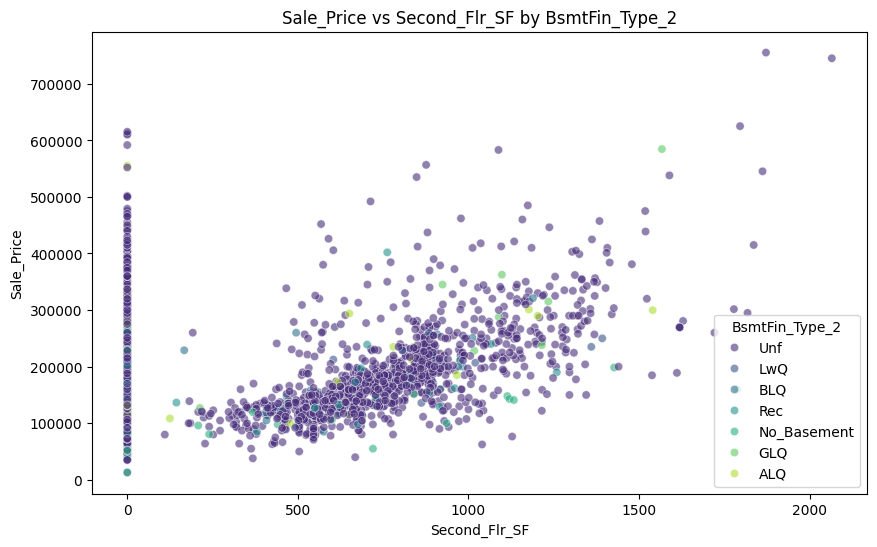 Sale_Price vs Second_Flr_SF by BsmtFin_Type_2
Sale_Price
700000
600000
500000
400000
300000
200000
100000
0
BsmtFin_Type_2
Unf
LwQ
BLQ
Rec
No_Basement
GLQ
ALQ
0 500 1000 1500 2000
Second_Flr_SF